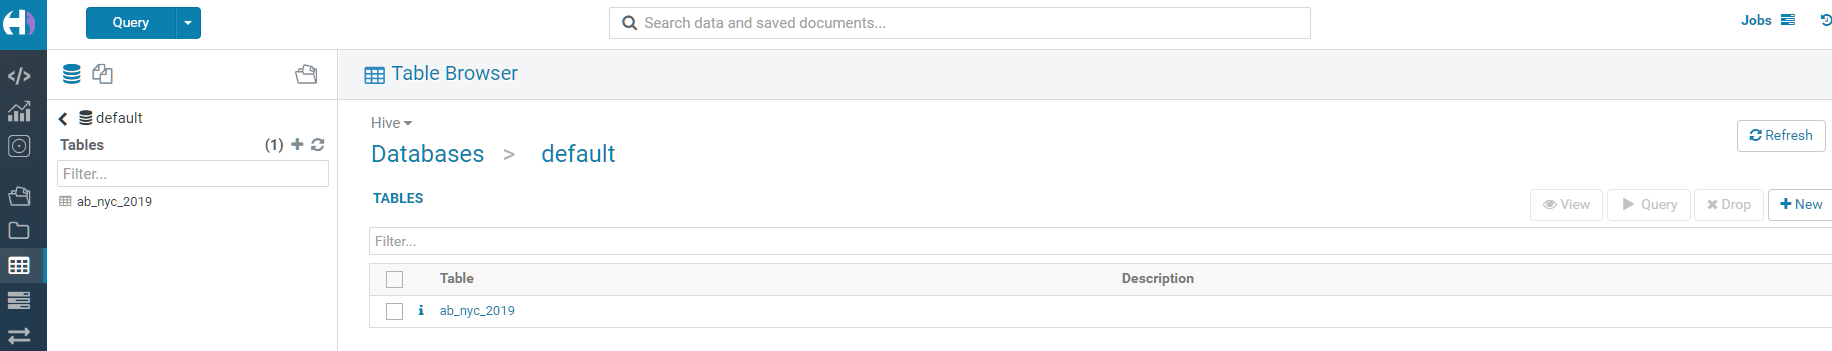 Query
Search data and saved documents...
Jobs
Table Browser
default
Tables (1)
Filter...
ab_nyc_2019
Hive
Databases > default
Refresh
TABLES
View Query Drop New
Filter...
Table Description
ab_nyc_2019